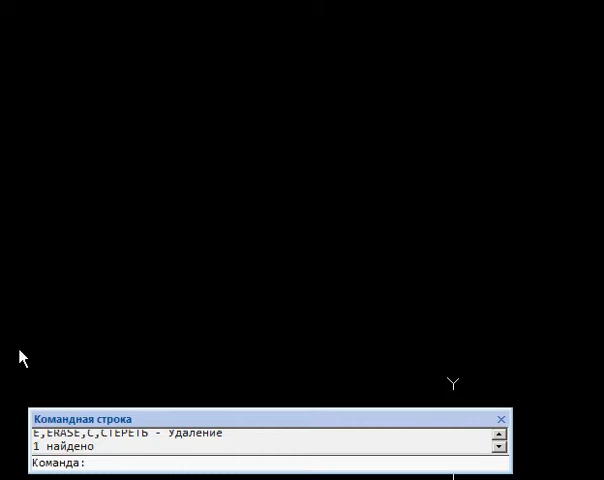 Y
Командная строка
E,ERASE,C,СТЕРЕТЬ - Удаление
1 найдено
Команда: